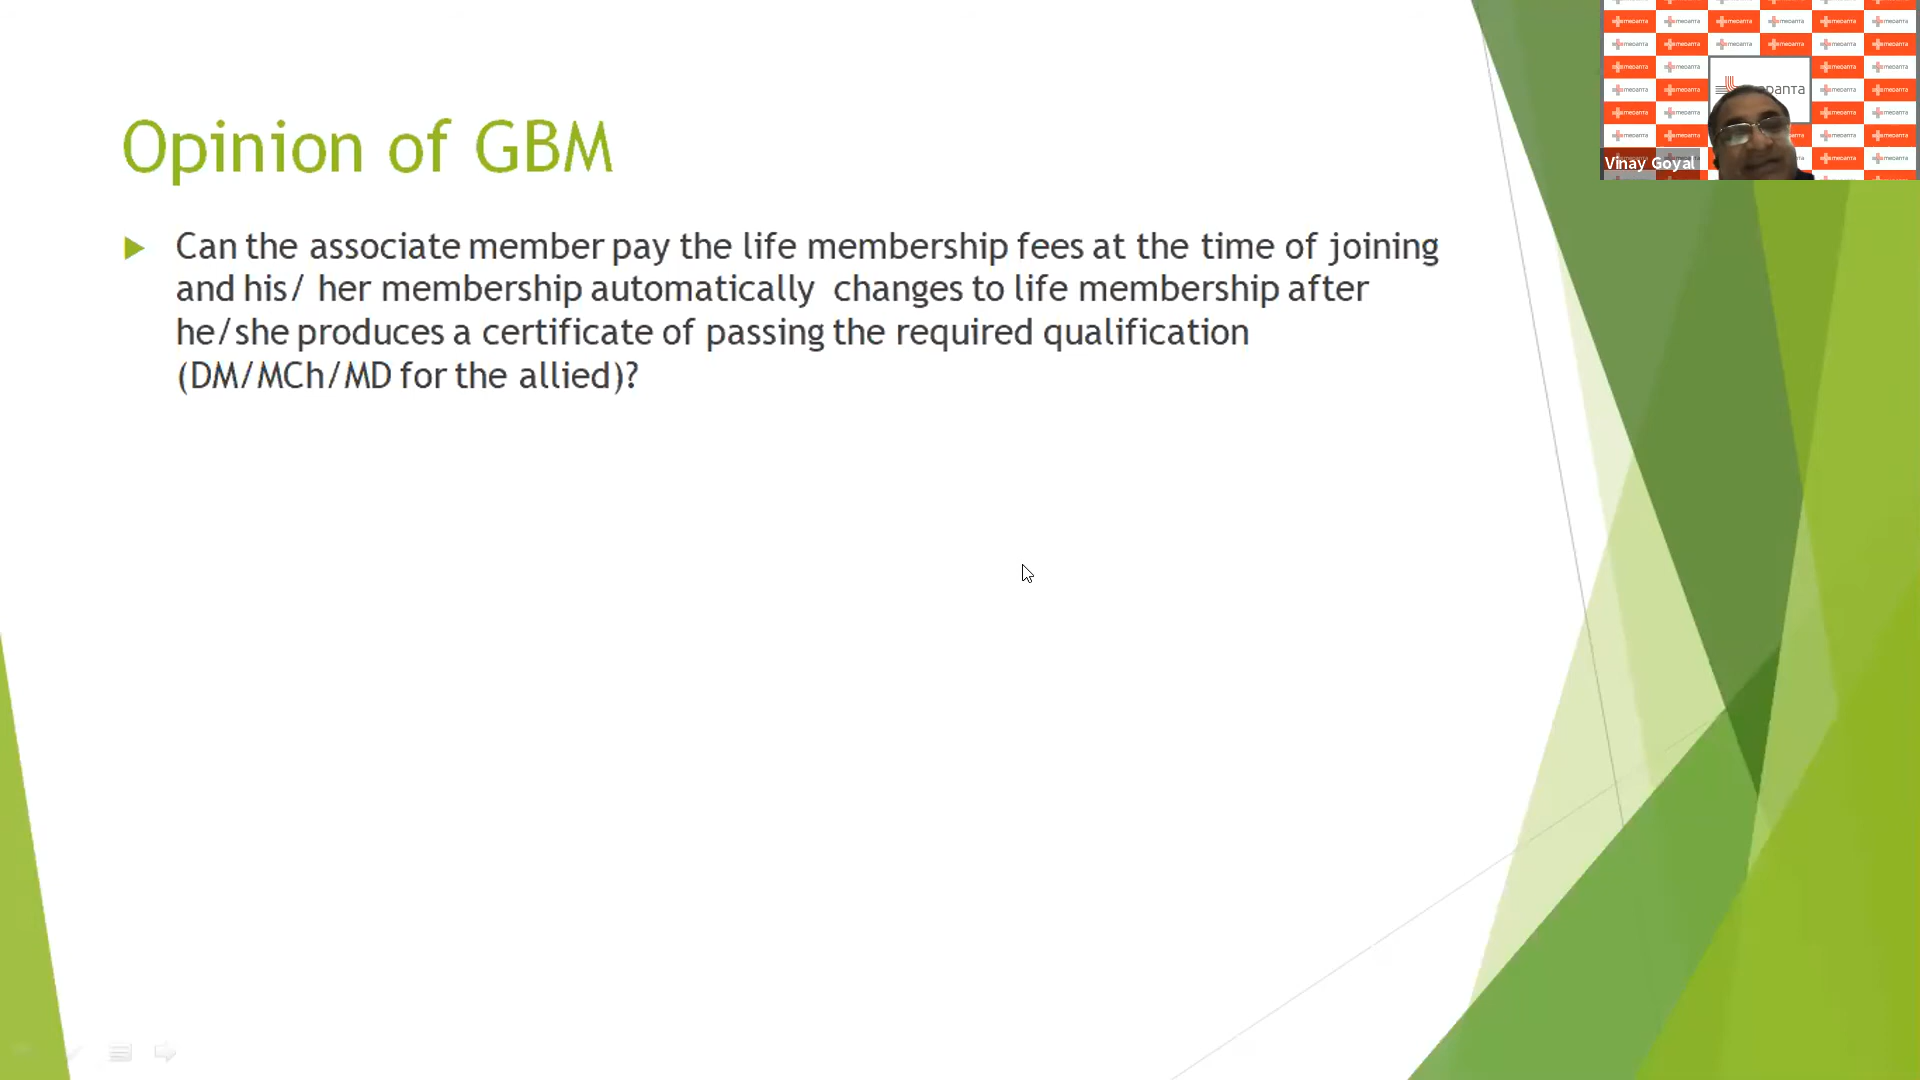 Opinion of GBM
Can the associate member pay the life membership fees at the time of joining
and his/ her membership automatically changes to life membership after
he/she produces a certificate of passing the required qualification
(DM/MCh/MD for the allied)?
Vinay Goyal